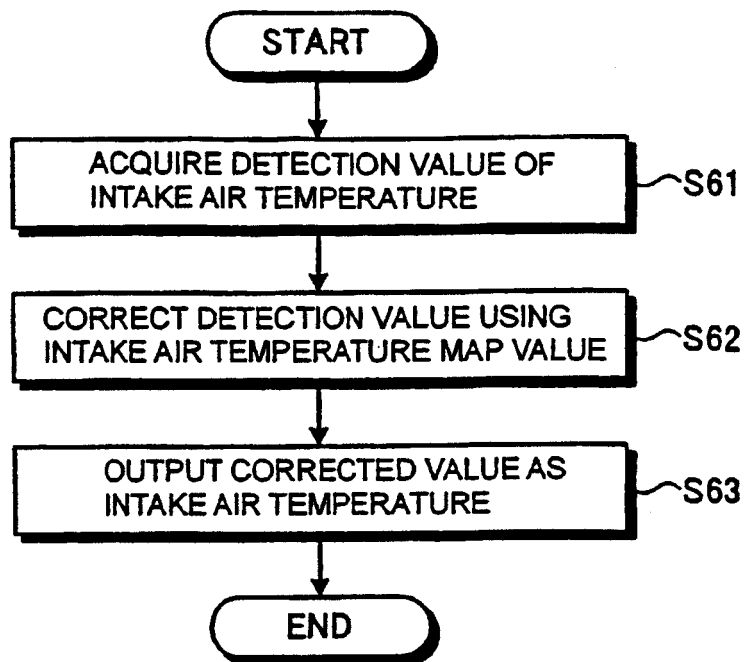 START
ACQUIRE DETECTION VALUE OF
INTAKE AIR TEMPERATURE
S61
CORRECT DETECTION VALUE USING
INTAKE AIR TEMPERATURE MAP VALUE
S62
OUTPUT CORRECTED VALUE AS
INTAKE AIR TEMPERATURE
S63
END